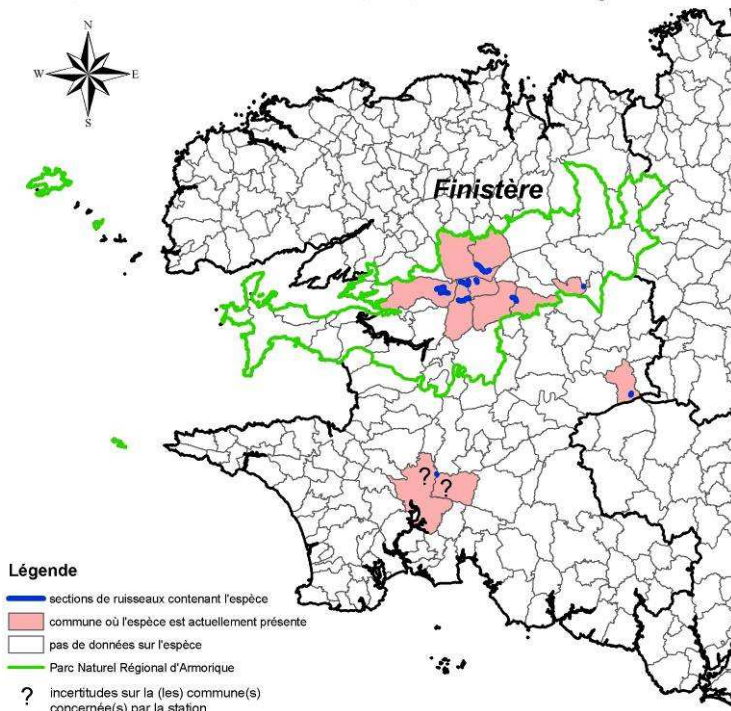 N
W E
S
Finistère
? ?
Légende
sections de ruisseaux contenant l'espèce
commune où l'espèce est actuellement présente
pas de données sur l'espèce
Parc Naturel Régional d'Armorique
? incertitudes sur la (les) commune(s)
concernée(s) par la station